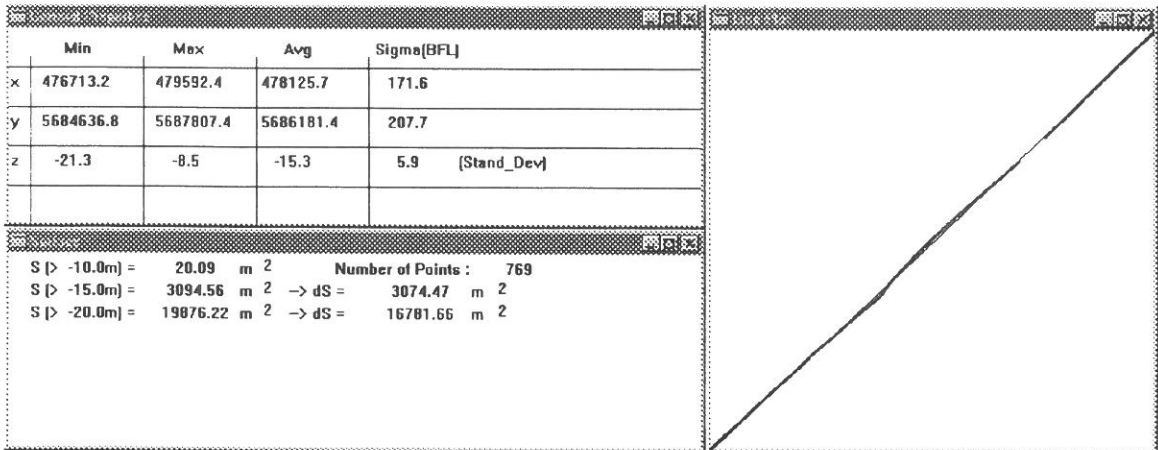 Min Max Avg Sigma(BFL)
x 476713.2 479592.4 478125.7 171.6
y 5684636.8 5687807.4 5686181.4 207.7
z -21.3 -8.5 -15.3 5.9 (Stand_Dev)
S (> -10.0m) = 20.09 m 2 Number of Points : 769
S (> -15.0m) = 3094.56 m 2 -> dS = 3074.47 m 2
S (> -20.0m) = 19876.22 m 2 -> dS = 16781.66 m 2